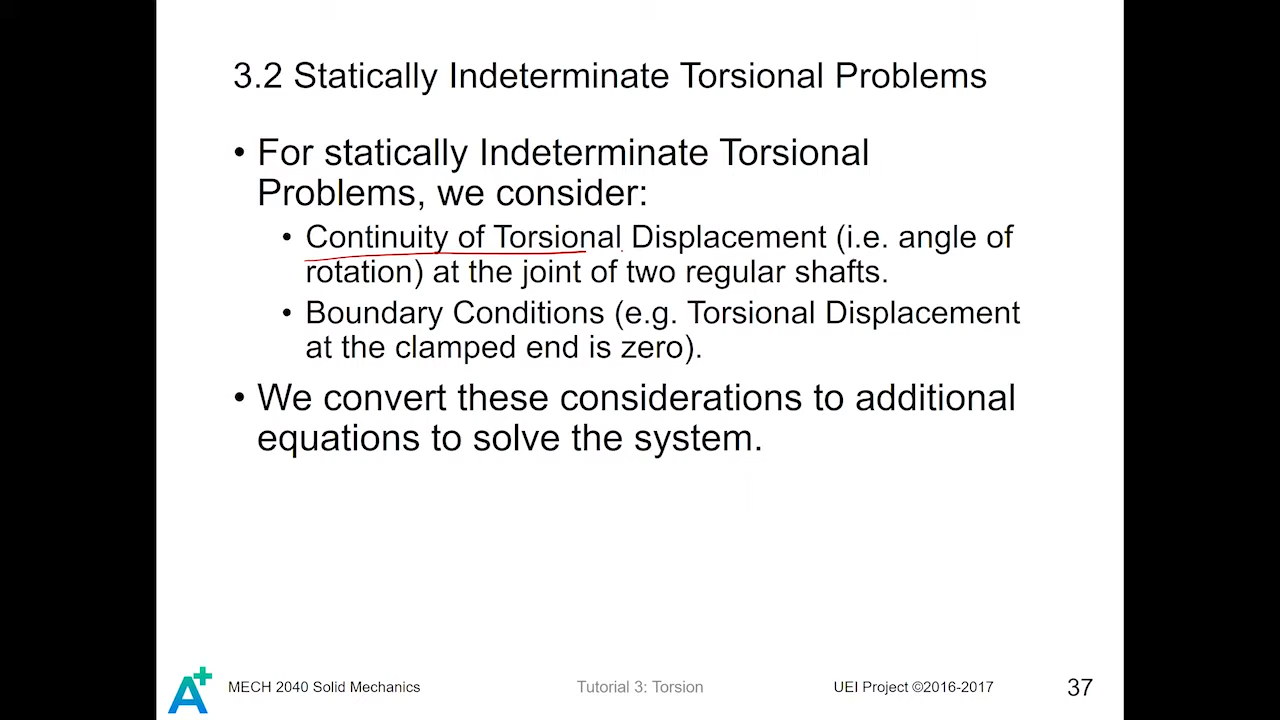 3.2 Statically Indeterminate Torsional Problems
• For statically Indeterminate Torsional
Problems, we consider:
• Continuity of Torsional Displacement (i.e. angle of
rotation) at the joint of two regular shafts.
• Boundary Conditions (e.g. Torsional Displacement
at the clamped end is zero).
• We convert these considerations to additional
equations to solve the system.
A+ MECH 2040 Solid Mechanics Tutorial 3: Torsion UEI Project ©2016-2017 37